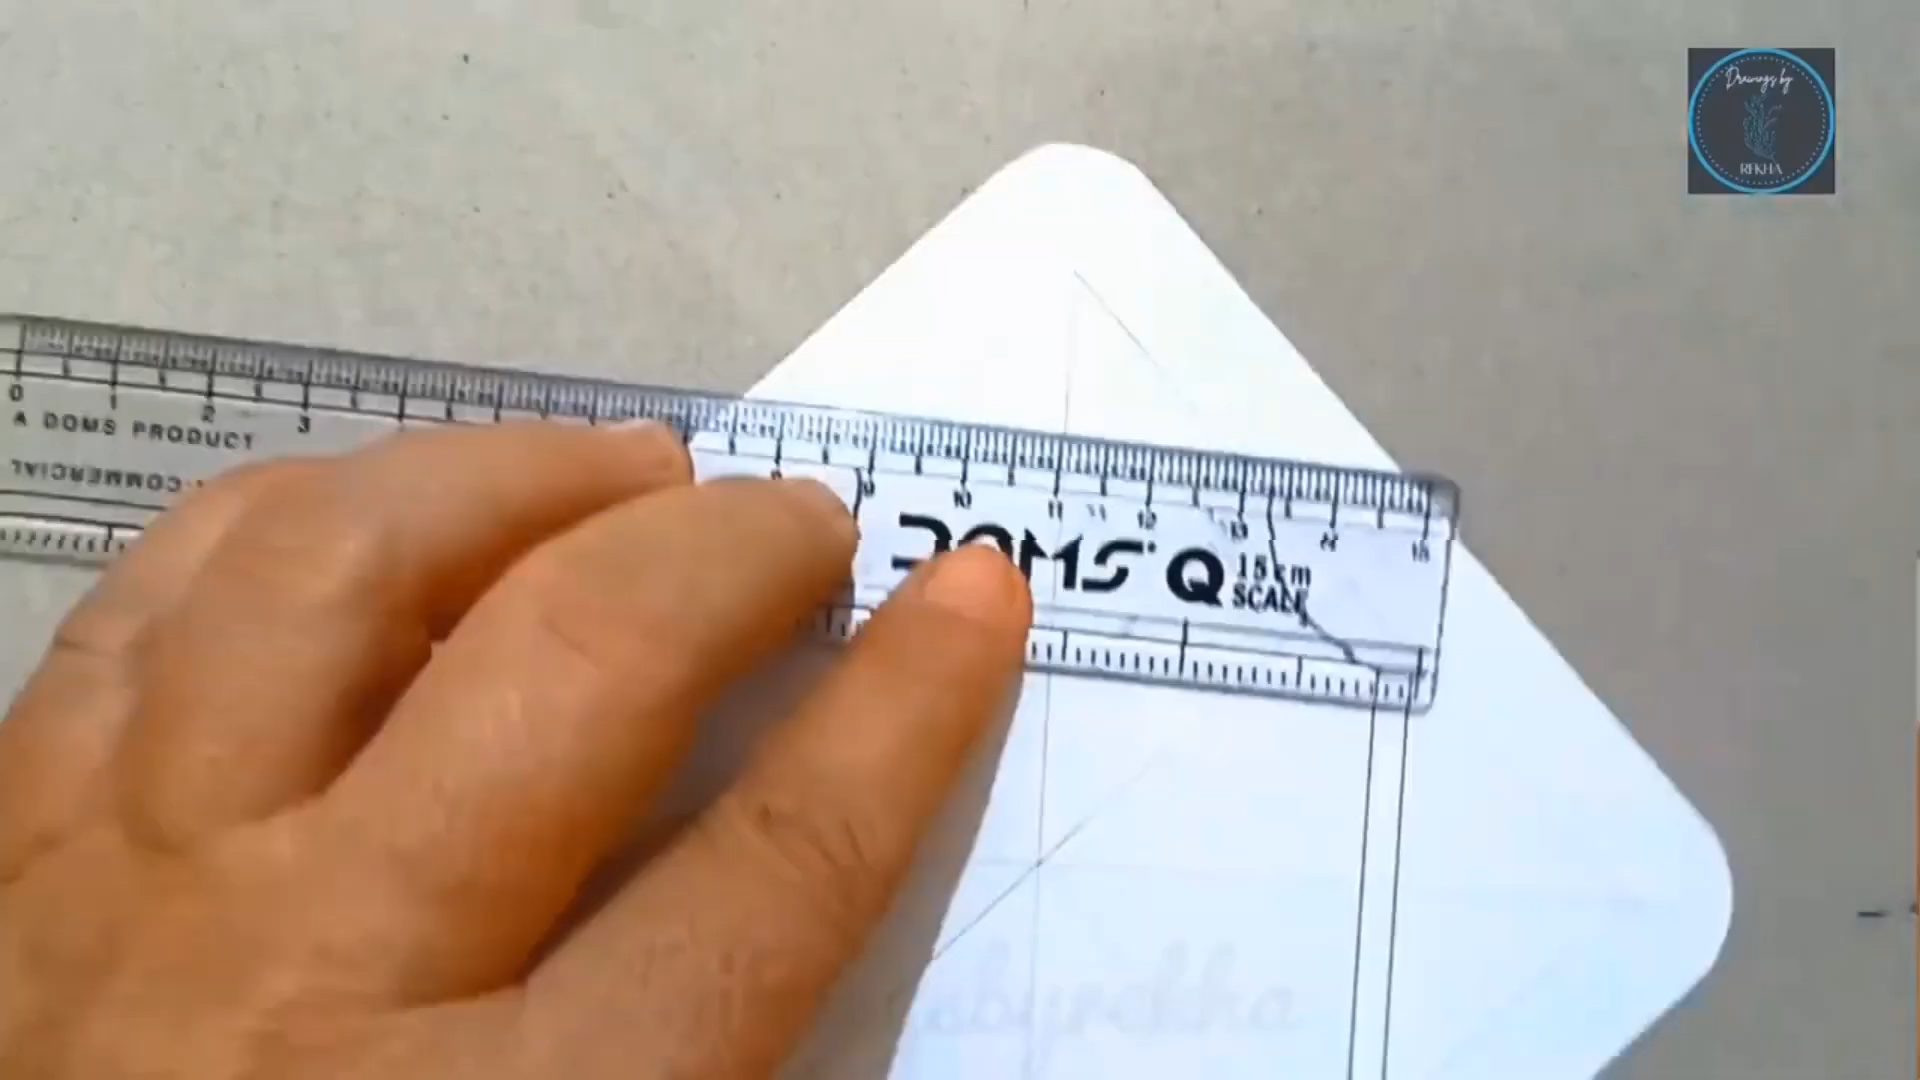 Drawings by
REKHA
0 1 2 3
A DOMS PRODUCT
9 10 11 12 13 14 15
DOMS Q
15 cm
SCALE